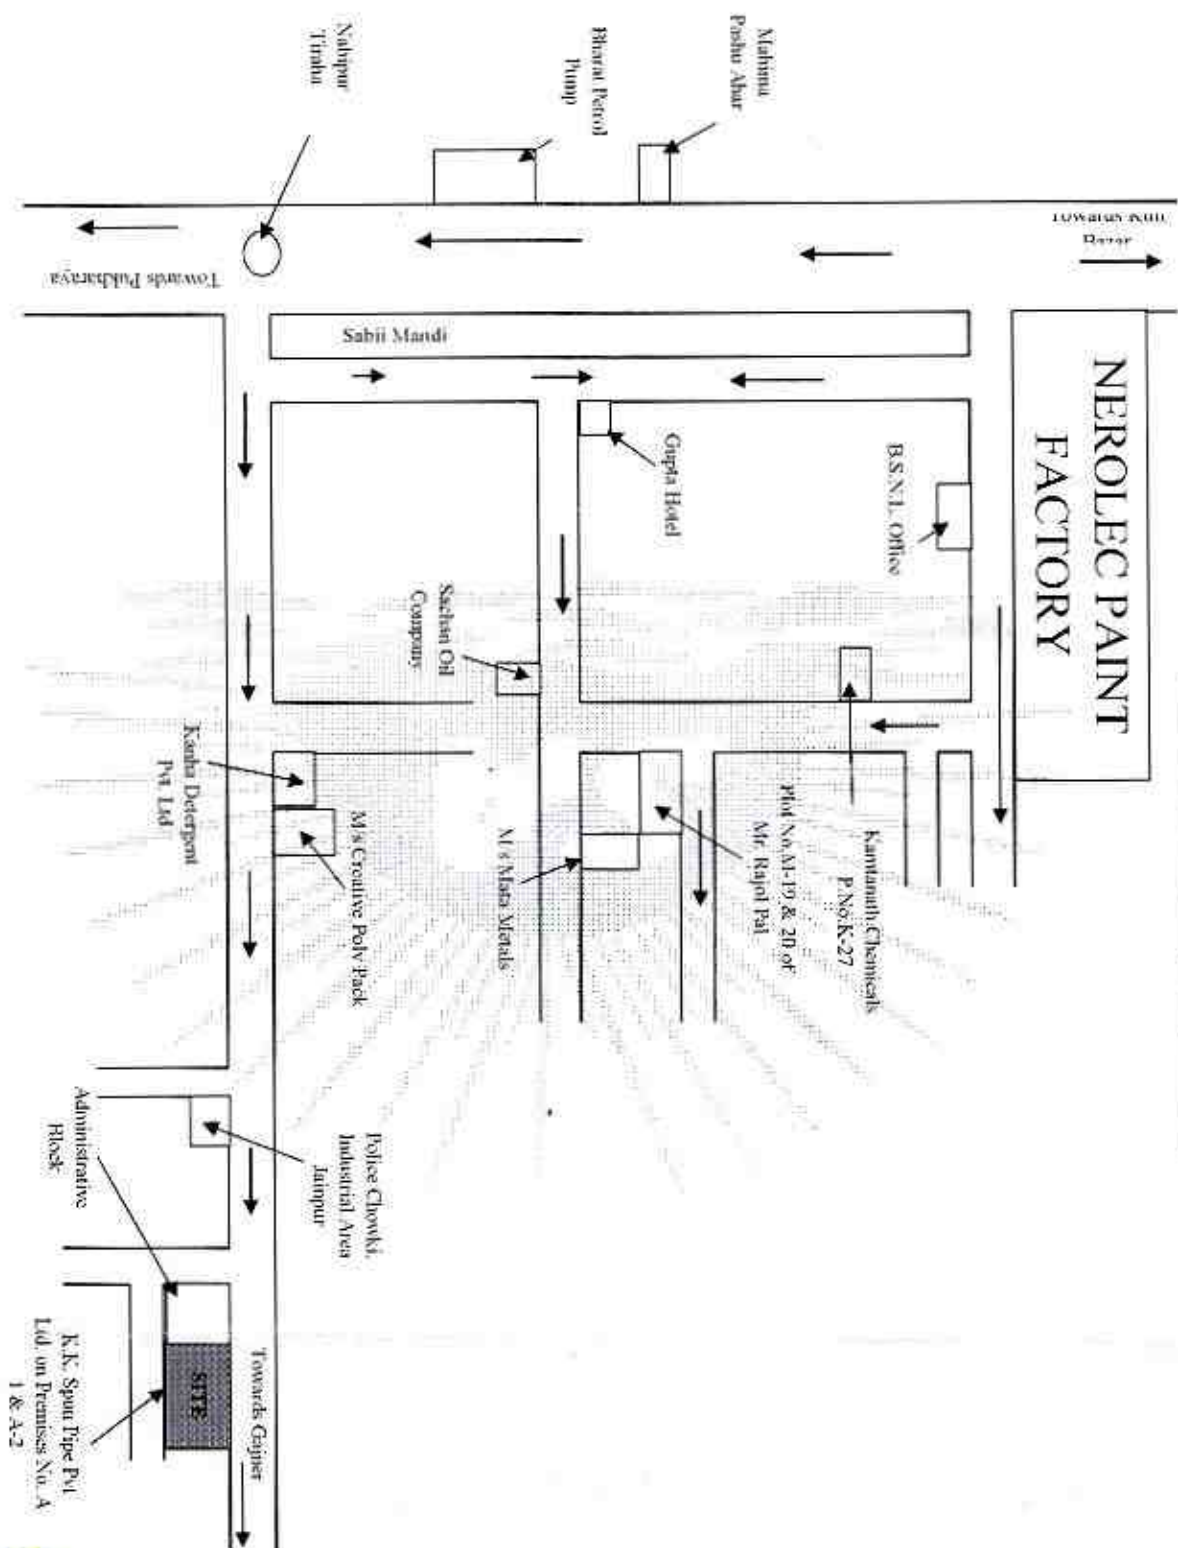 Mahima
Pashu Ahar
Bharat Petrol
Pump
Nabipur
Tiraha
Bazar
Towards Pukharaya
Sabji Mandi
NEROLEC PAINT
FACTORY
B.S.N.L. Office
Gupta Hotel
Sachan Oil
Company
Kamtanath Chemicals
P.No.K-27
Plot No.M-19 & 20 of
Mr. Rajol Pal
M/s Mata Metals
M/s Creative Poly Pack
Kanha Detergent
Pvt. Ltd
Police Chowki,
Industrial Area
Jainpur
Administrative
Block
Towards Gajner
SITE
K.K. Spun Pipe Pvt
Ltd. on Premises No. A
1 & A-2